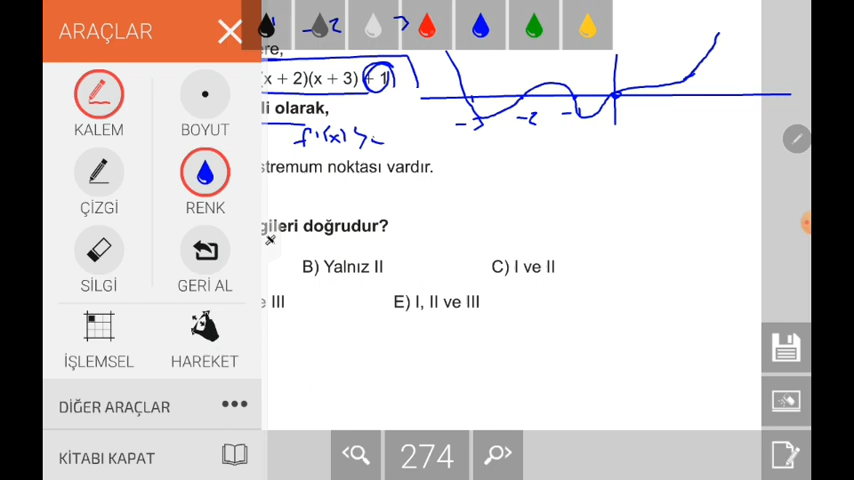 ARAÇLAR
-2
ere,
(x + 2)(x + 3) + 1
li olarak,
f'(x) >
stremum noktası vardır.
gileri doğrudur?
B) Yalnız II
C) I ve II
e III
E) I, II ve III
-3
-2
-1
KALEM
BOYUT
ÇİZGİ
RENK
SİLGİ
GERİ AL
İŞLEMSEL
HAREKET
DİĞER ARAÇLAR
KİTABI KAPAT
274